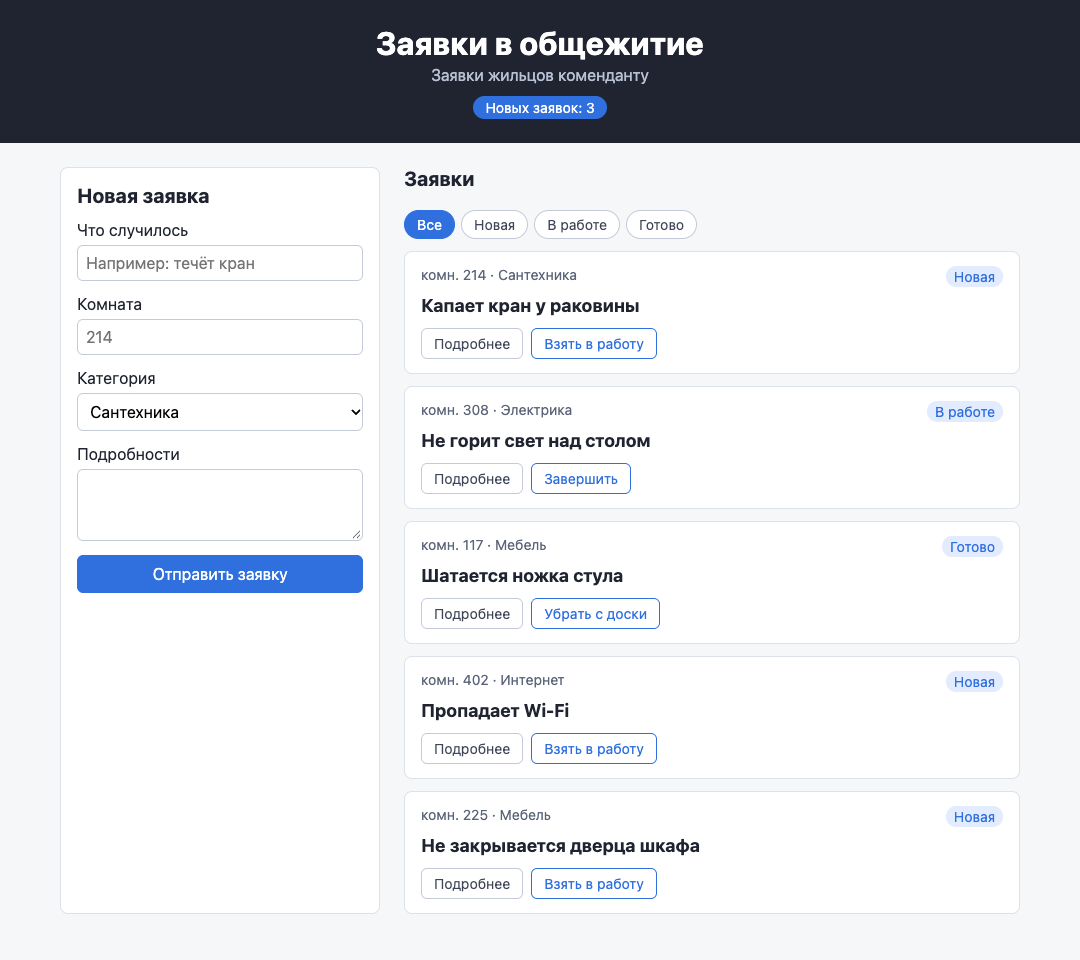 Заявки в общежитие
Заявки жильцов коменданту
Новых заявок: 3
Новая заявка
Что случилось
Например: течёт кран
Комната
214
Категория
Сантехника
Подробности
Отправить заявку
Заявки
Все Новая В работе Готово
комн. 214 · Сантехника Новая
Капает кран у раковины
Подробнее Взять в работу
комн. 308 · Электрика В работе
Не горит свет над столом
Подробнее Завершить
комн. 117 · Мебель Готово
Шатается ножка стула
Подробнее Убрать с доски
комн. 402 · Интернет Новая
Пропадает Wi-Fi
Подробнее Взять в работу
комн. 225 · Мебель Новая
Не закрывается дверца шкафа
Подробнее Взять в работу